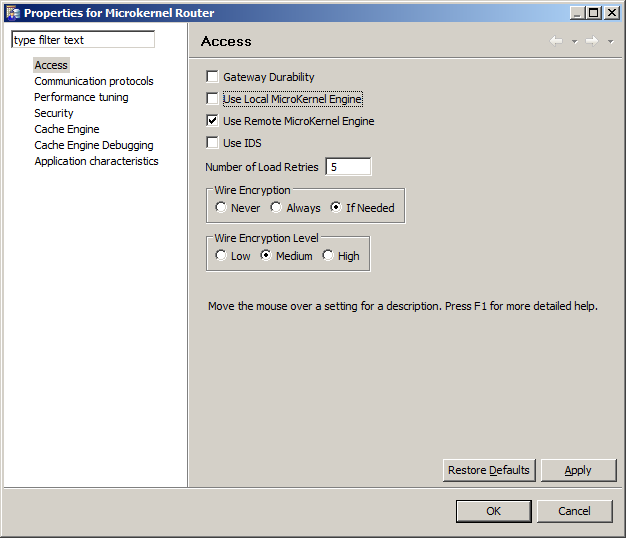 Properties for Microkernel Router
type filter text
Access
Communication protocols
Performance tuning
Security
Cache Engine
Cache Engine Debugging
Application characteristics
Access
Gateway Durability
Use Local MicroKernel Engine
Use Remote MicroKernel Engine
Use IDS
Number of Load Retries 5
Wire Encryption
Never Always If Needed
Wire Encryption Level
Low Medium High
Move the mouse over a setting for a description. Press F1 for more detailed help.
Restore Defaults Apply
OK Cancel